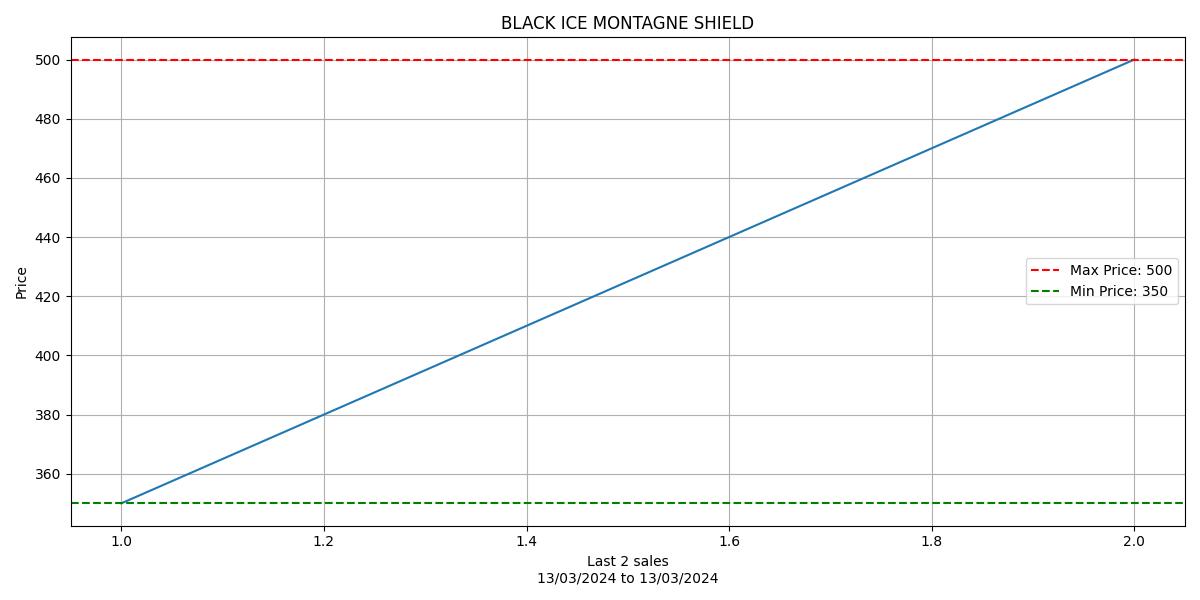 BLACK ICE MONTAGNE SHIELD
500
480
460
440
420
400
380
360
Price
Max Price: 500
Min Price: 350
1.0 1.2 1.4 1.6 1.8 2.0
Last 2 sales
13/03/2024 to 13/03/2024